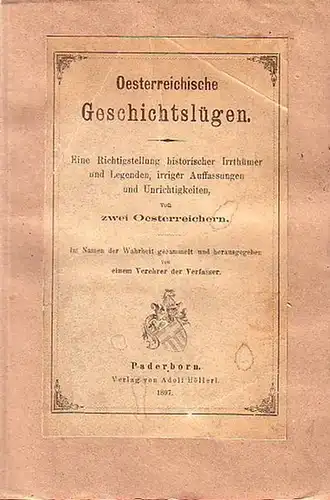 Oesterreichische
Geschichtslügen.
Eine Richtigstellung historischer Irrthümer
und Legenden, irriger Auffassungen
und Unrichtigkeiten,
von
zwei Oesterreichern.
Im Namen der Wahrheit gesammelt und herausgegeben
von
einem Verehrer der Verfasser.
Paderborn.
Verlag von Adolf Höllerl.
1897.